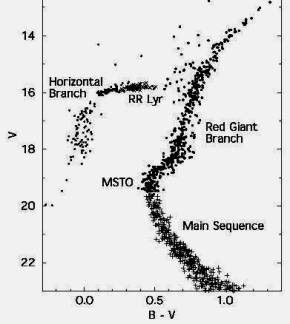 14
Horizontal
Branch
16
RR Lyr
V
Red Giant
Branch
18
MSTO
20
Main Sequence
22
0.0 0.5 1.0
B - V